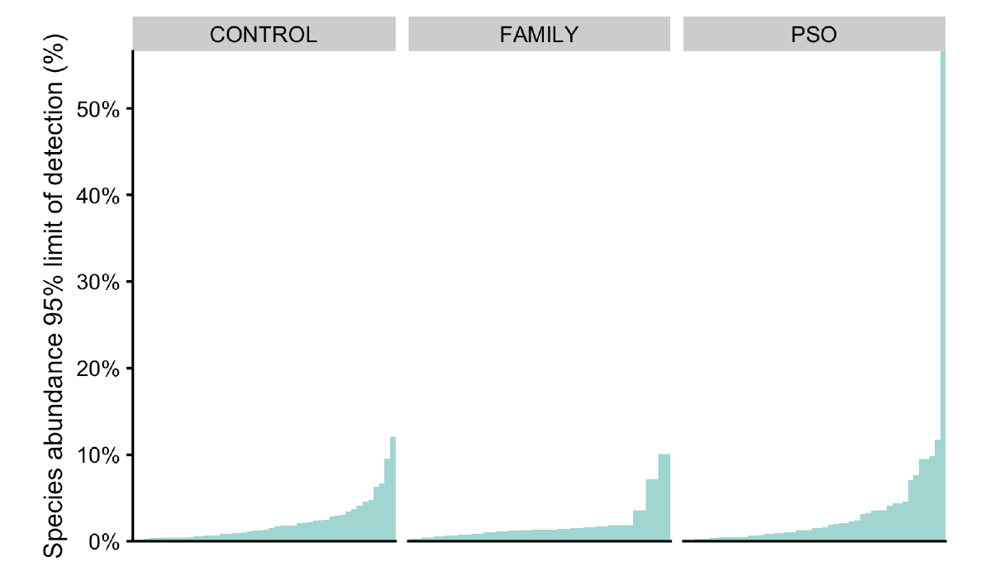 CONTROL
FAMILY
PSO
Species abundance 95% limit of detection (%)
50%
40%
30%
20%
10%
0%